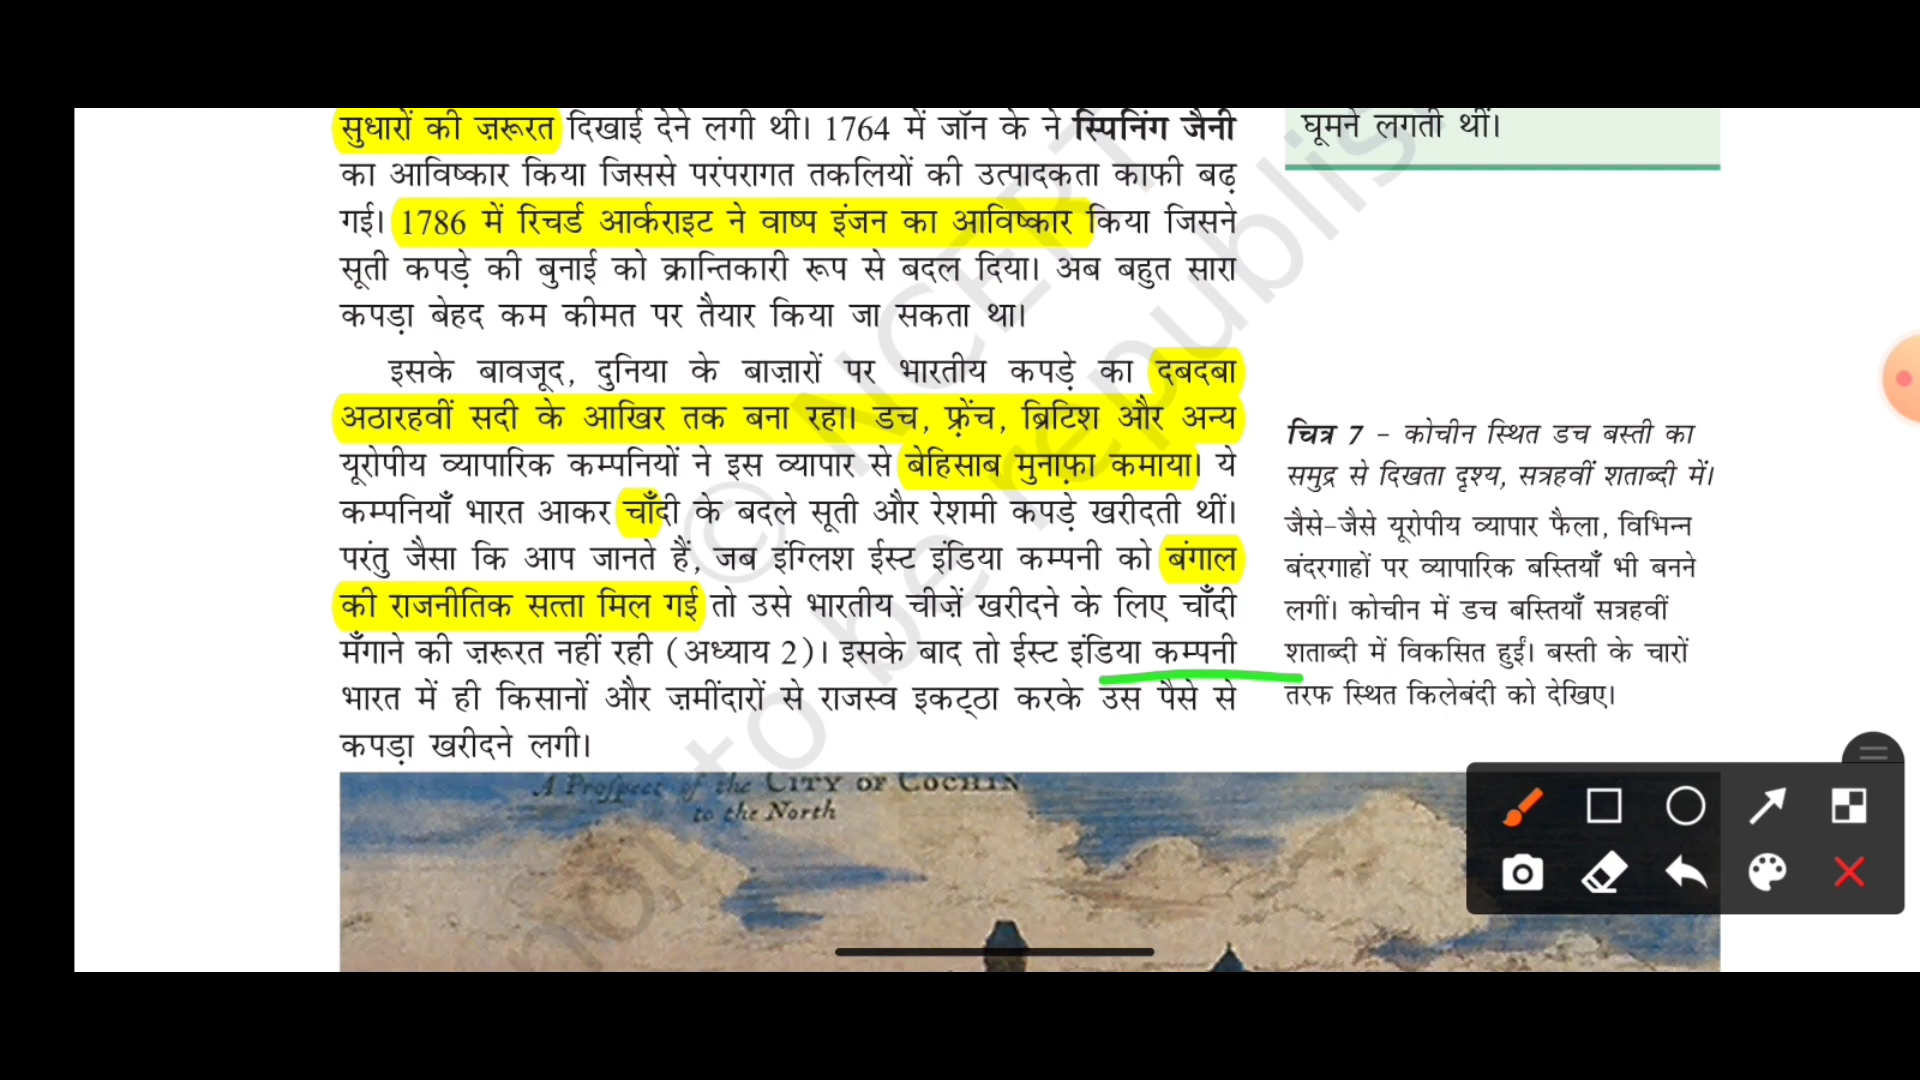 सुधारों की ज़रूरत दिखाई देने लगी थी। 1764 में जॉन के ने स्पिनिंग जैनी
का आविष्कार किया जिससे परंपरागत तकलियों की उत्पादकता काफी बढ़
गई। 1786 में रिचर्ड आर्कराइट ने वाष्प इंजन का आविष्कार किया जिसने
सूती कपड़े की बुनाई को क्रान्तिकारी रूप से बदल दिया। अब बहुत सारा
कपड़ा बेहद कम कीमत पर तैयार किया जा सकता था।
इसके बावजूद, दुनिया के बाज़ारों पर भारतीय कपड़े का दबदबा
अठारहवीं सदी के आखिर तक बना रहा। डच, फ़्रेंच, ब्रिटिश और अन्य
यूरोपीय व्यापारिक कम्पनियों ने इस व्यापार से बेहिसाब मुनाफ़ा कमाया। ये
कम्पनियाँ भारत आकर चाँदी के बदले सूती और रेशमी कपड़े खरीदती थीं।
परंतु जैसा कि आप जानते हैं, जब इंग्लिश ईस्ट इंडिया कम्पनी को बंगाल
की राजनीतिक सत्ता मिल गई तो उसे भारतीय चीज़ें खरीदने के लिए चाँदी
मँगाने की ज़रूरत नहीं रही (अध्याय 2)। इसके बाद तो ईस्ट इंडिया कम्पनी
भारत में ही किसानों और ज़मींदारों से राजस्व इकट्ठा करके उस पैसे से
कपड़ा खरीदने लगी।
घूमने लगती थीं।
चित्र 7 – कोचीन स्थित डच बस्ती का
समुद्र से दिखता दृश्य, सत्रहवीं शताब्दी में।
जैसे-जैसे यूरोपीय व्यापार फैला, विभिन्न
बंदरगाहों पर व्यापारिक बस्तियाँ भी बनने
लगीं। कोचीन में डच बस्तियाँ सत्रहवीं
शताब्दी में विकसित हुईं। बस्ती के चारों
तरफ स्थित किलेबंदी को देखिए।
A Prospect of the CITY OF COCHIN
to the North
© NCERT
not to be republis